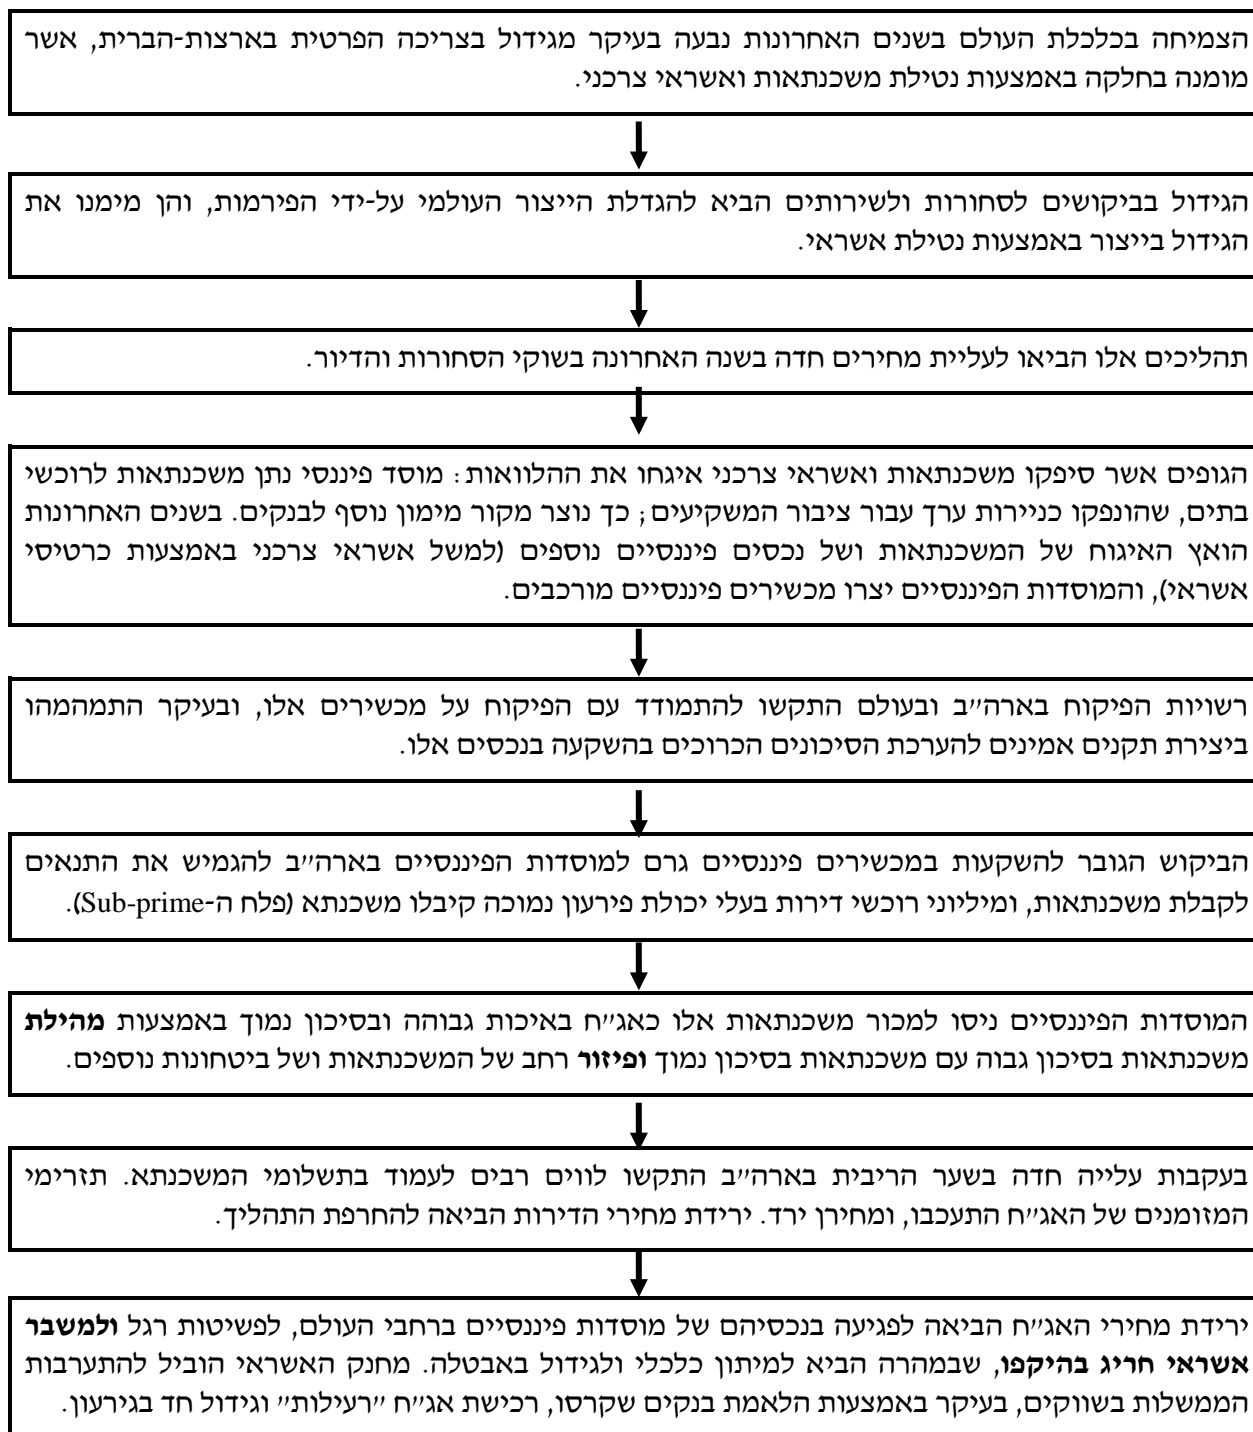 הצמיחה בכלכלת העולם בשנים האחרונות נבעה בעיקר מגידול בצריכה הפרטית בארצות-הברית, אשר
מומנה בחלקה באמצעות נטילת משכנתאות ואשראי צרכני.
הגידול בביקושים לסחורות ולשירותים הביא להגדלת הייצור העולמי על-ידי הפירמות, והן מימנו את
הגידול בייצור באמצעות נטילת אשראי.
תהליכים אלו הביאו לעליית מחירים חדה בשנה האחרונה בשוקי הסחורות והדיור.
הגופים אשר סיפקו משכנתאות ואשראי צרכני איגחו את ההלוואות: מוסד פיננסי נתן משכנתאות לרוכשי
בתים, שהונפקו כניירות ערך עבור ציבור המשקיעים; כך נוצר מקור מימון נוסף לבנקים. בשנים האחרונות
הואץ האיגוח של המשכנתאות ושל נכסים פיננסיים נוספים (למשל אשראי צרכני באמצעות כרטיסי
אשראי), והמוסדות הפיננסיים יצרו מכשירים פיננסיים מורכבים.
רשויות הפיקוח בארה״ב ובעולם התקשו להתמודד עם הפיקוח על מכשירים אלו, ובעיקר התמהמהו
ביצירת תקנים אמינים להערכת הסיכונים הכרוכים בהשקעה בנכסים אלו.
הביקוש הגובר להשקעות במכשירים פיננסיים גרם למוסדות הפיננסיים בארה״ב להגמיש את התנאים
לקבלת משכנתאות, ומיליוני רוכשי דירות בעלי יכולת פירעון נמוכה קיבלו משכנתא (פלח ה-Sub-prime).
המוסדות הפיננסיים ניסו למכור משכנתאות אלו כאג״ח באיכות גבוהה ובסיכון נמוך באמצעות מהילת
משכנתאות בסיכון גבוה עם משכנתאות בסיכון נמוך ופיזור רחב של המשכנתאות ושל ביטחונות נוספים.
בעקבות עלייה חדה בשער הריבית בארה״ב התקשו לווים רבים לעמוד בתשלומי המשכנתא. תזרימי
המזומנים של האג״ח התעכבו, ומחירן ירד. ירידת מחירי הדירות הביאה להחרפת התהליך.
ירידת מחירי האג״ח הביאה לפגיעה בנכסיהם של מוסדות פיננסיים ברחבי העולם, לפשיטות רגל ולמשבר
אשראי חריג בהיקפו, שבמהרה הביא למיתון כלכלי ולגידול באבטלה. מחנק האשראי הוביל להתערבות
הממשלות בשווקים, בעיקר באמצעות הלאמת בנקים שקרסו, רכישת אג״ח ״רעילות״ וגידול חד בגירעון.